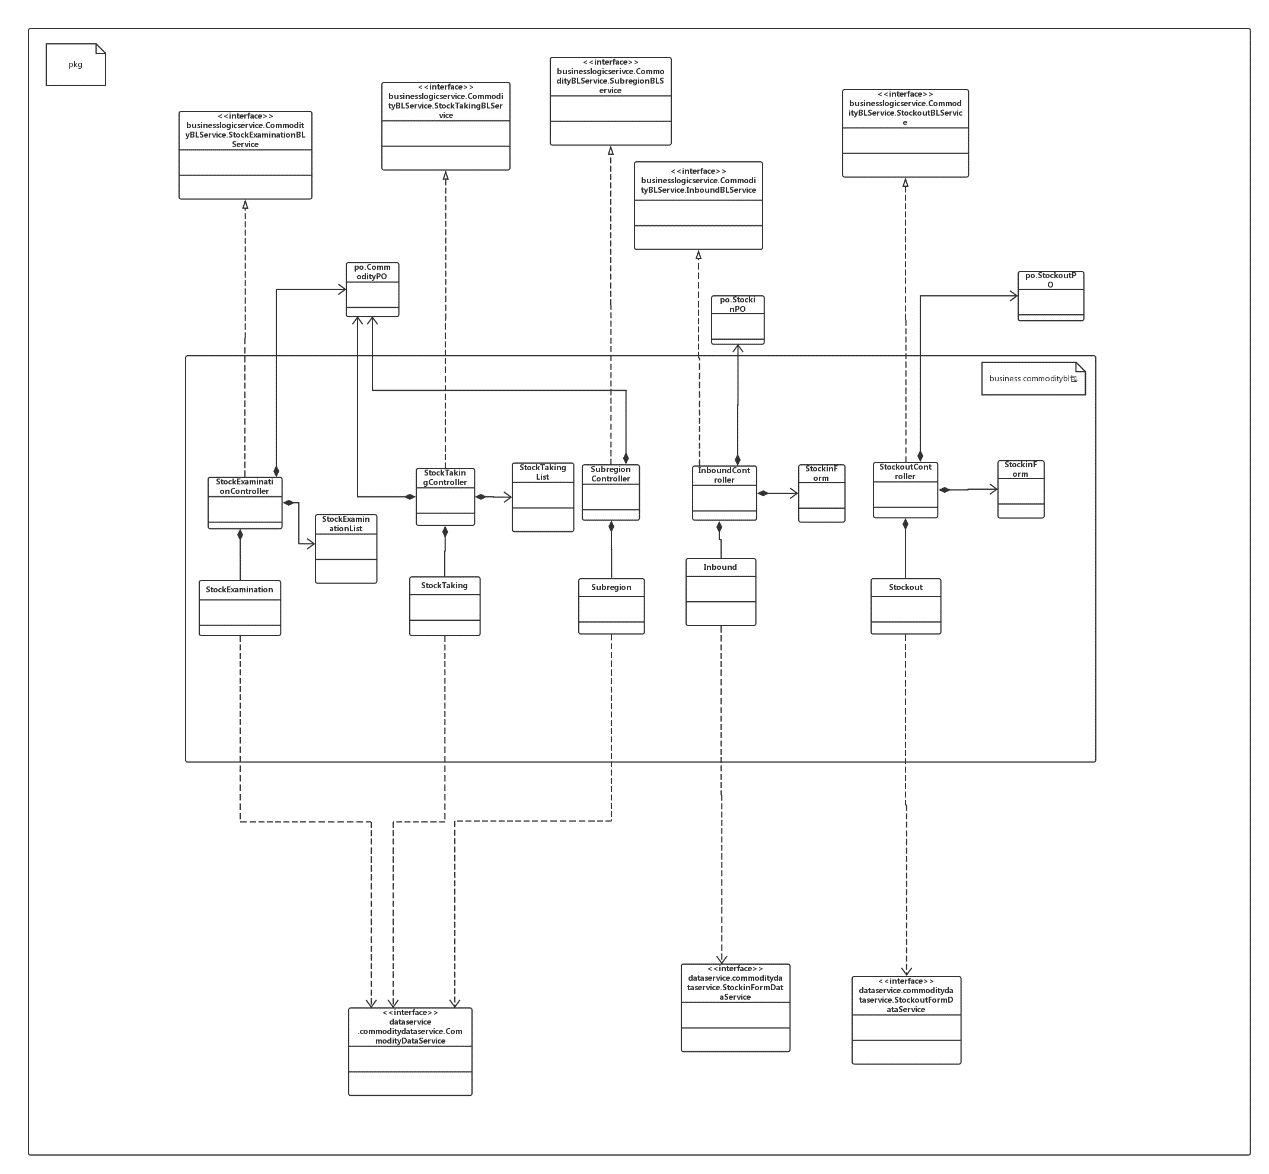 pkg
<<interface>>
businesslogicserivce.Commo
dityBLService.SubregionBLS
ervice
<<interface>>
businesslogicservice.Commodi
tyBLService.StockTakingBLSer
vice
<<interface>>
businesslogicservice.Commod
ityBLService.StockoutBLServic
e
<<interface>>
businesslogicservice.Commodit
yBLService.StockExaminationBL
Service
<<interface>>
businesslogicservice.Commodi
tyBLService.InboundBLService
po.Comm
odityPO
po.StockoutP
O
po.Stocki
nPO
StockExaminati
onController
StockTakin
gController
StockTaking
List
Subregion
Controller
InboundCont
roller
StockinF
orm
StockoutCont
roller
StockinF
orm
StockExamin
ationList
StockExamination
StockTaking
Subregion
Inbound
Stockout
<<interface>>
dataservice.commodityda
taservice.StockinFormDat
aService
<<interface>>
dataservice.commodityda
taservice.StockoutFormD
ataService
<<interface>>
dataservice
.commoditydataservice.Com
modityDataService